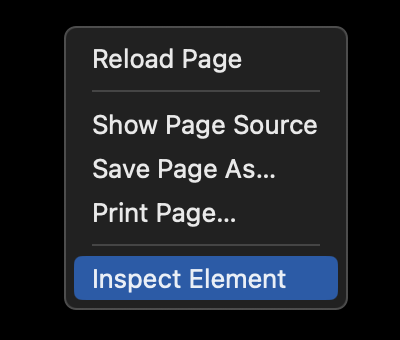 Reload Page
Show Page Source
Save Page As...
Print Page...
Inspect Element